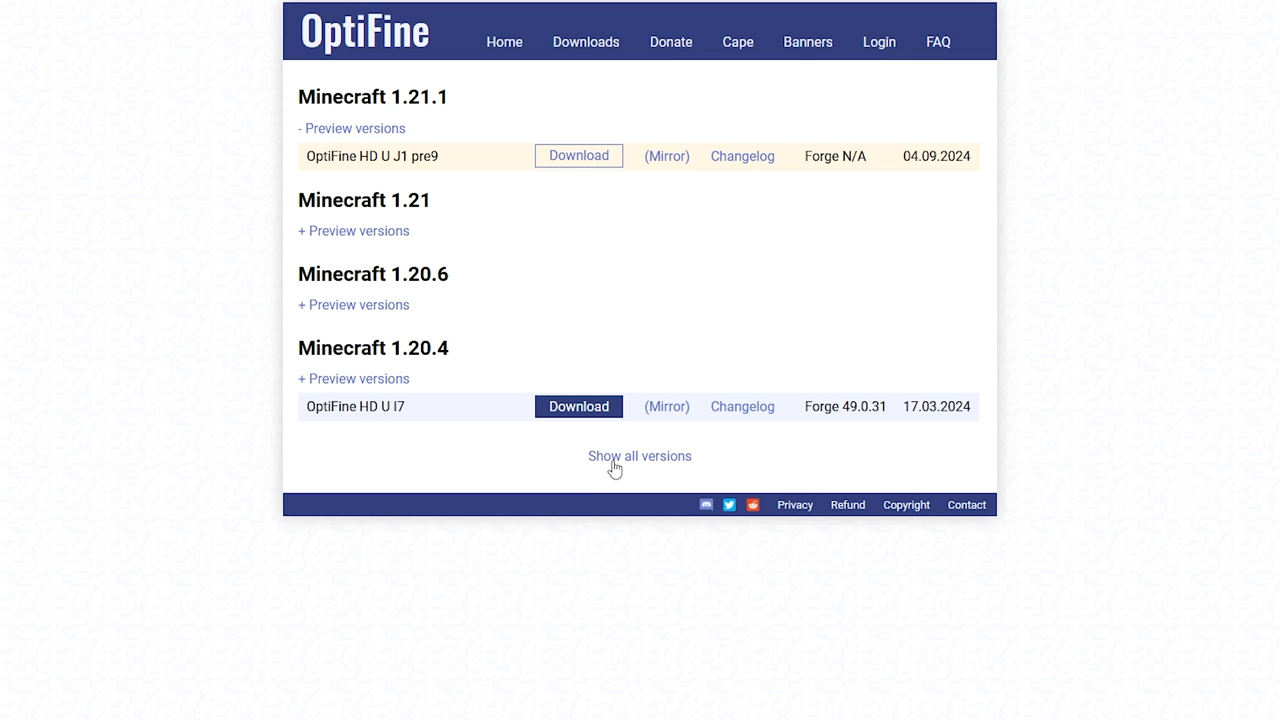 OptiFine Home Downloads Donate Cape Banners Login FAQ
Minecraft 1.21.1
- Preview versions
OptiFine HD U J1 pre9 Download (Mirror) Changelog Forge N/A 04.09.2024
Minecraft 1.21
+ Preview versions
Minecraft 1.20.6
+ Preview versions
Minecraft 1.20.4
+ Preview versions
OptiFine HD U I7 Download (Mirror) Changelog Forge 49.0.31 17.03.2024
Show all versions
Privacy Refund Copyright Contact